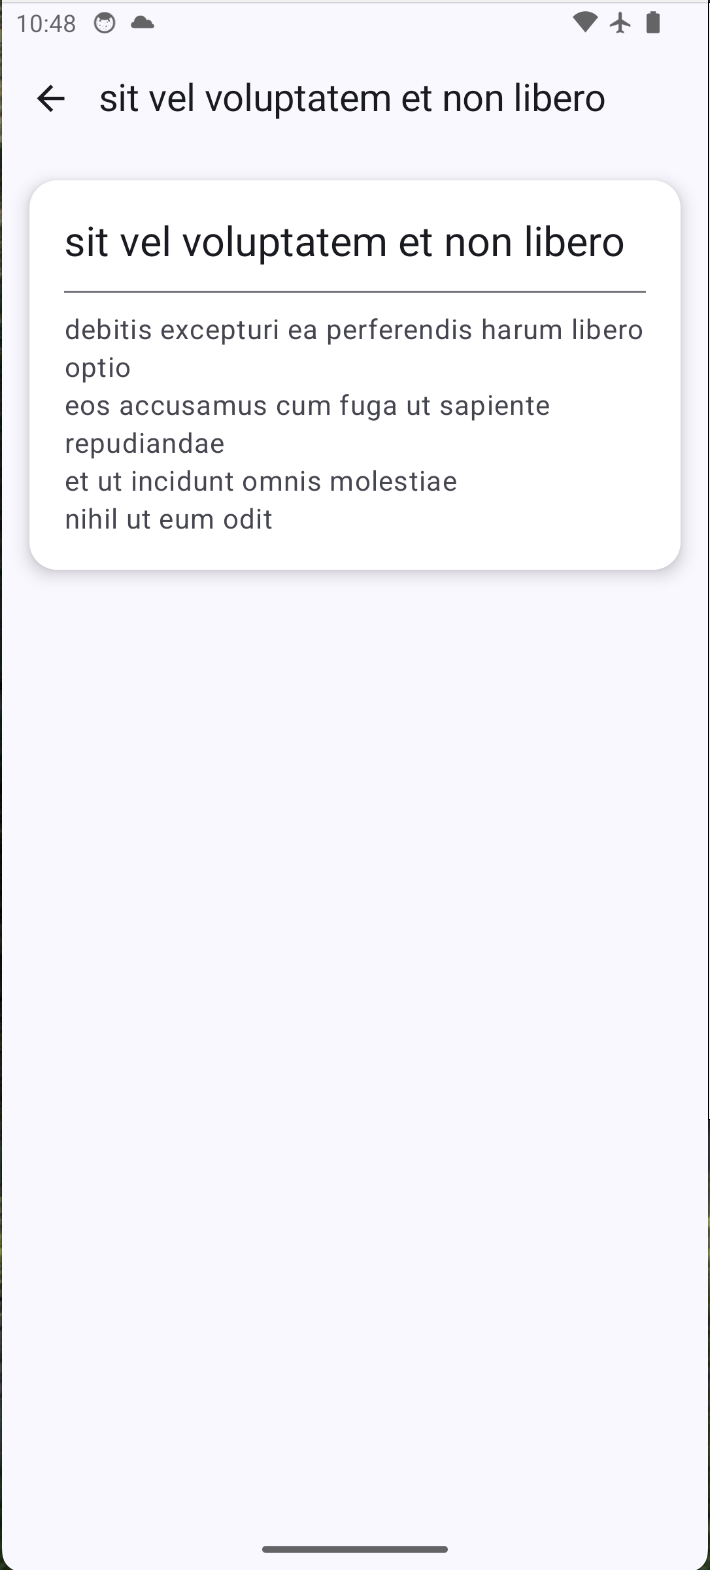 10:48
sit vel voluptatem et non libero
sit vel voluptatem et non libero
debitis excepturi ea perferendis harum libero
optio
eos accusamus cum fuga ut sapiente
repudiandae
et ut incidunt omnis molestiae
nihil ut eum odit